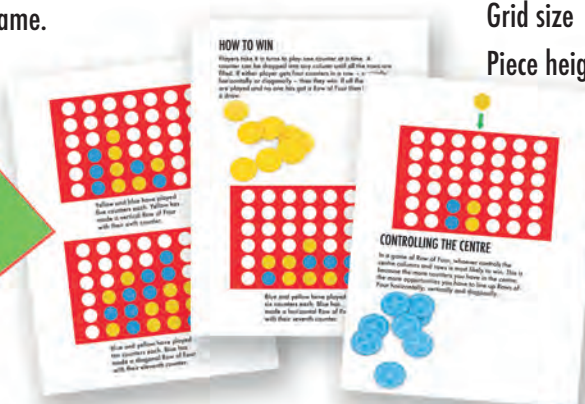 ame.
Grid size
Piece heig
HOW TO WIN
Players take it in turns to play one counter at a time. A
counter can be dropped into any column until all the rows are
filled. If either player gets four counters in a row –
horizontally or diagonally – then they win. If all the
are played and no one has got a Row of Four then
a draw.
Yellow and blue have played
five counters each. Yellow has
made a vertical Row of Four
with their sixth counter.
Blue and yellow have played
six counters each. Blue has
made a horizontal Row of
with their seventh counter.
Blue and yellow have played
ten counters each. Blue has
made a diagonal Row of Four
with their eleventh counter.
CONTROLLING THE CENTRE
In a game of Row of Four, whoever controls the
centre columns and rows is most likely to win. This is
because the more counters you have in the centre,
the more opportunities you have to line up Rows of
Four horizontally, vertically and diagonally.